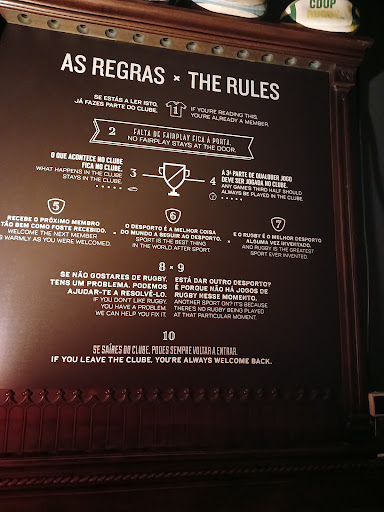 CDUP
AS REGRAS × THE RULES
SE ESTÁS A LER ISTO,
JÁ FAZES PARTE DO CLUBE.
1
IF YOU'RE READING THIS,
YOU'RE ALREADY A MEMBER.
2
FALTA DE FAIRPLAY FICA À PORTA.
NO FAIRPLAY STAYS AT THE DOOR.
O QUE ACONTECE NO CLUBE
FICA NO CLUBE.
WHAT HAPPENS IN THE CLUBE
STAYS IN THE CLUBE.
3
4
A 3ª PARTE DE QUALQUER JOGO
DEVE SER JOGADA NO CLUBE.
ANY GAMES THIRD HALF SHOULD
ALWAYS BE PLAYED IN THE CLUBE.
5
RECEBE O PRÓXIMO MEMBRO
TÃO BEM COMO FOSTE RECEBIDO.
WELCOME THE NEXT MEMBER
AS WARMLY AS YOU WERE WELCOMED.
6
O DESPORTO É A MELHOR COISA
DO MUNDO A SEGUIR AO DESPORTO.
SPORT IS THE BEST THING
IN THE WORLD AFTER SPORT.
7
E O RUGBY É O MELHOR DESPORTO
ALGUMA VEZ INVENTADO.
AND RUGBY IS THE GREATEST
SPORT EVER INVENTED.
8 × 9
SE NÃO GOSTARES DE RUGBY,
TENS UM PROBLEMA. PODEMOS
AJUDAR-TE A RESOLVÊ-LO.
IF YOU DON'T LIKE RUGBY,
YOU HAVE A PROBLEM.
WE CAN HELP YOU FIX IT.
ESTÁ DAR OUTRO DESPORTO?
É PORQUE NÃO HÁ JOGOS DE
RUGBY NESSE MOMENTO.
ANOTHER SPORT ON? IT'S BECAUSE
THERE'S NO RUGBY BEING PLAYED
AT THAT PARTICULAR MOMENT.
10
SE SAÍRES DO CLUBE, PODES SEMPRE VOLTAR A ENTRAR.
IF YOU LEAVE THE CLUBE, YOU'RE ALWAYS WELCOME BACK.